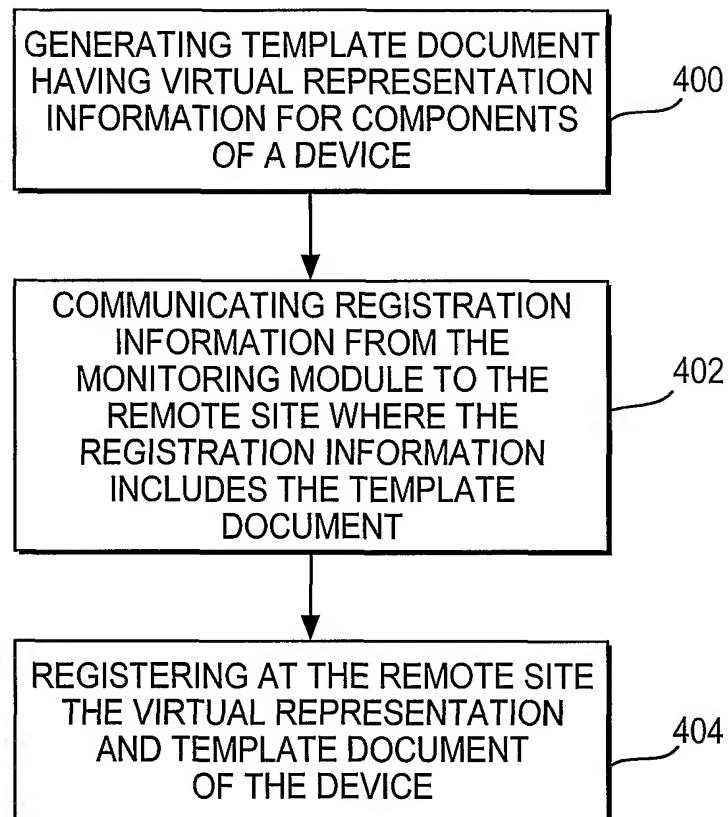 GENERATING TEMPLATE DOCUMENT
HAVING VIRTUAL REPRESENTATION
INFORMATION FOR COMPONENTS
OF A DEVICE
400
COMMUNICATING REGISTRATION
INFORMATION FROM THE
MONITORING MODULE TO THE
REMOTE SITE WHERE THE
REGISTRATION INFORMATION
INCLUDES THE TEMPLATE
DOCUMENT
402
REGISTERING AT THE REMOTE SITE
THE VIRTUAL REPRESENTATION
AND TEMPLATE DOCUMENT
OF THE DEVICE
404